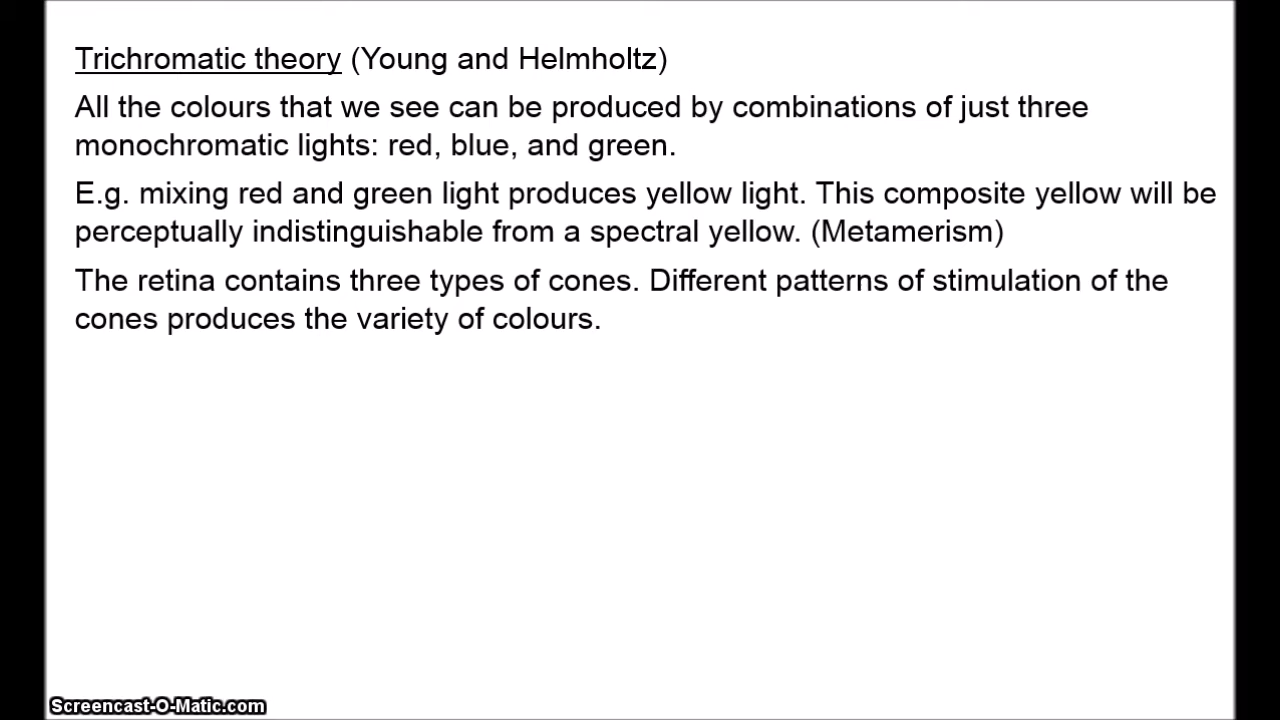 Trichromatic theory (Young and Helmholtz)
All the colours that we see can be produced by combinations of just three
monochromatic lights: red, blue, and green.
E.g. mixing red and green light produces yellow light. This composite yellow will be
perceptually indistinguishable from a spectral yellow. (Metamerism)
The retina contains three types of cones. Different patterns of stimulation of the
cones produces the variety of colours.
Screencast-O-Matic.com